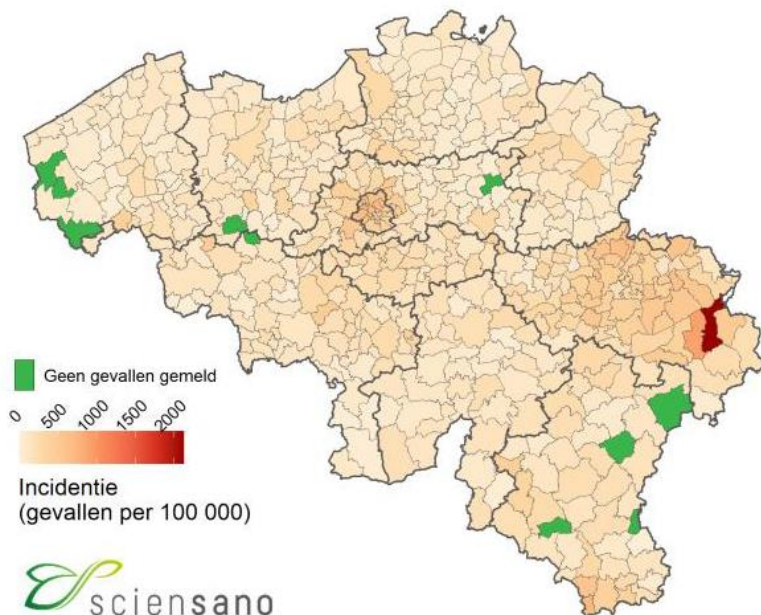 Geen gevallen gemeld
0 500 1000 1500 2000
Incidentie
(gevallen per 100 000)
sciensano